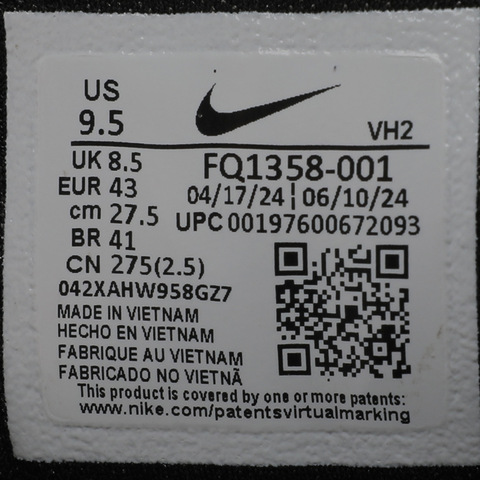 US
9.5
VH2
UK 8.5
FQ1358-001
EUR 43
04/17/24 | 06/10/24
cm 27.5
UPC 00197600672093
BR 41
CN 275(2.5)
042XAHW958GZ7
MADE IN VIETNAM
HECHO EN VIETNAM
FABRIQUE AU VIETNAM
FABRICADO NO VIETNÃ
This product is covered by one or more patents:
www.nike.com/patentsvirtualmarking